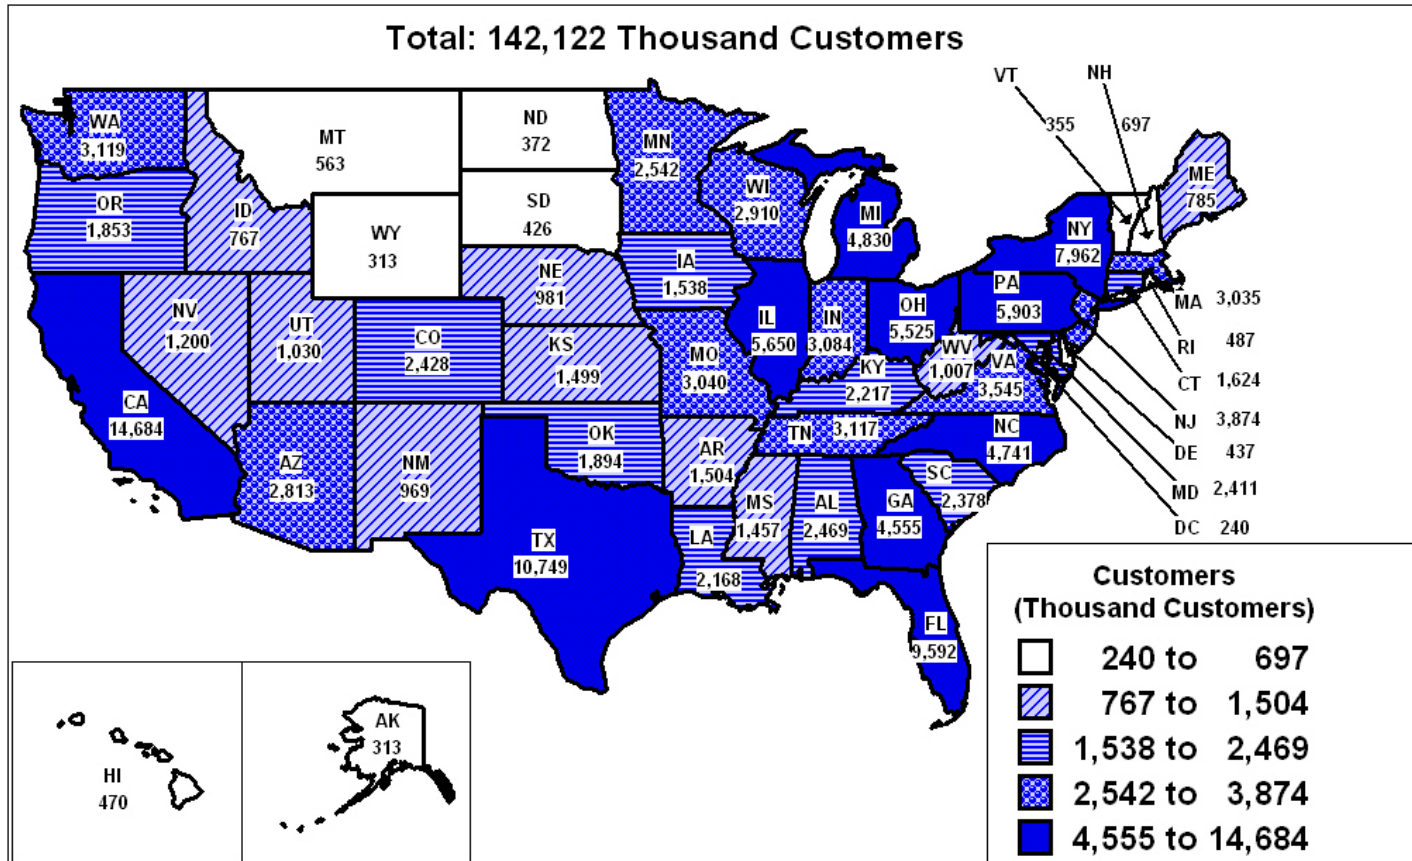 Total: 142,122 Thousand Customers
VT
NH
355
697
WA
3,119
MT
563
ND
372
MN
2,542
ME
785
OR
1,853
ID
767
WY
313
SD
426
WI
2,910
MI
4,830
NY
7,962
NE
981
IA
1,538
NV
1,200
UT
1,030
CO
2,428
KS
1,499
MO
3,040
IL
5,650
IN
3,084
OH
5,525
PA
5,903
WV
1,007
VA
3,545
KY
2,217
MA 3,035
RI 487
CT 1,624
NJ 3,874
DE 437
MD 2,411
DC 240
CA
14,684
AZ
2,813
NM
969
OK
1,894
AR
1,504
TN 3,117
NC
4,741
SC
2,378
MS
1,457
AL
2,469
GA
4,555
TX
10,749
LA
2,168
FL
9,592
HI
470
AK
313
Customers
(Thousand Customers)
240 to 697
767 to 1,504
1,538 to 2,469
2,542 to 3,874
4,555 to 14,684